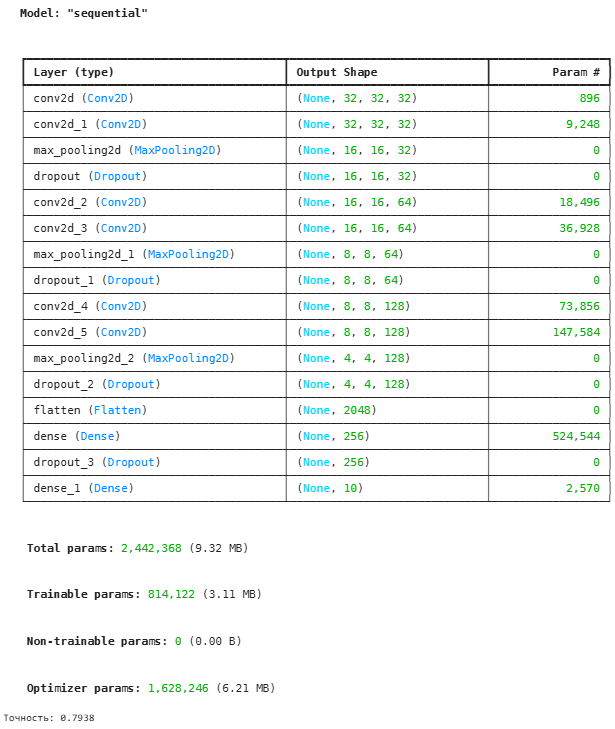 Model: "sequential"
Layer (type) Output Shape Param #
conv2d (Conv2D) (None, 32, 32, 32) 896
conv2d_1 (Conv2D) (None, 32, 32, 32) 9,248
max_pooling2d (MaxPooling2D) (None, 16, 16, 32) 0
dropout (Dropout) (None, 16, 16, 32) 0
conv2d_2 (Conv2D) (None, 16, 16, 64) 18,496
conv2d_3 (Conv2D) (None, 16, 16, 64) 36,928
max_pooling2d_1 (MaxPooling2D) (None, 8, 8, 64) 0
dropout_1 (Dropout) (None, 8, 8, 64) 0
conv2d_4 (Conv2D) (None, 8, 8, 128) 73,856
conv2d_5 (Conv2D) (None, 8, 8, 128) 147,584
max_pooling2d_2 (MaxPooling2D) (None, 4, 4, 128) 0
dropout_2 (Dropout) (None, 4, 4, 128) 0
flatten (Flatten) (None, 2048) 0
dense (Dense) (None, 256) 524,544
dropout_3 (Dropout) (None, 256) 0
dense_1 (Dense) (None, 10) 2,570
Total params: 2,442,368 (9.32 MB)
Trainable params: 814,122 (3.11 MB)
Non-trainable params: 0 (0.00 B)
Optimizer params: 1,628,246 (6.21 MB)
Точность: 0.7938